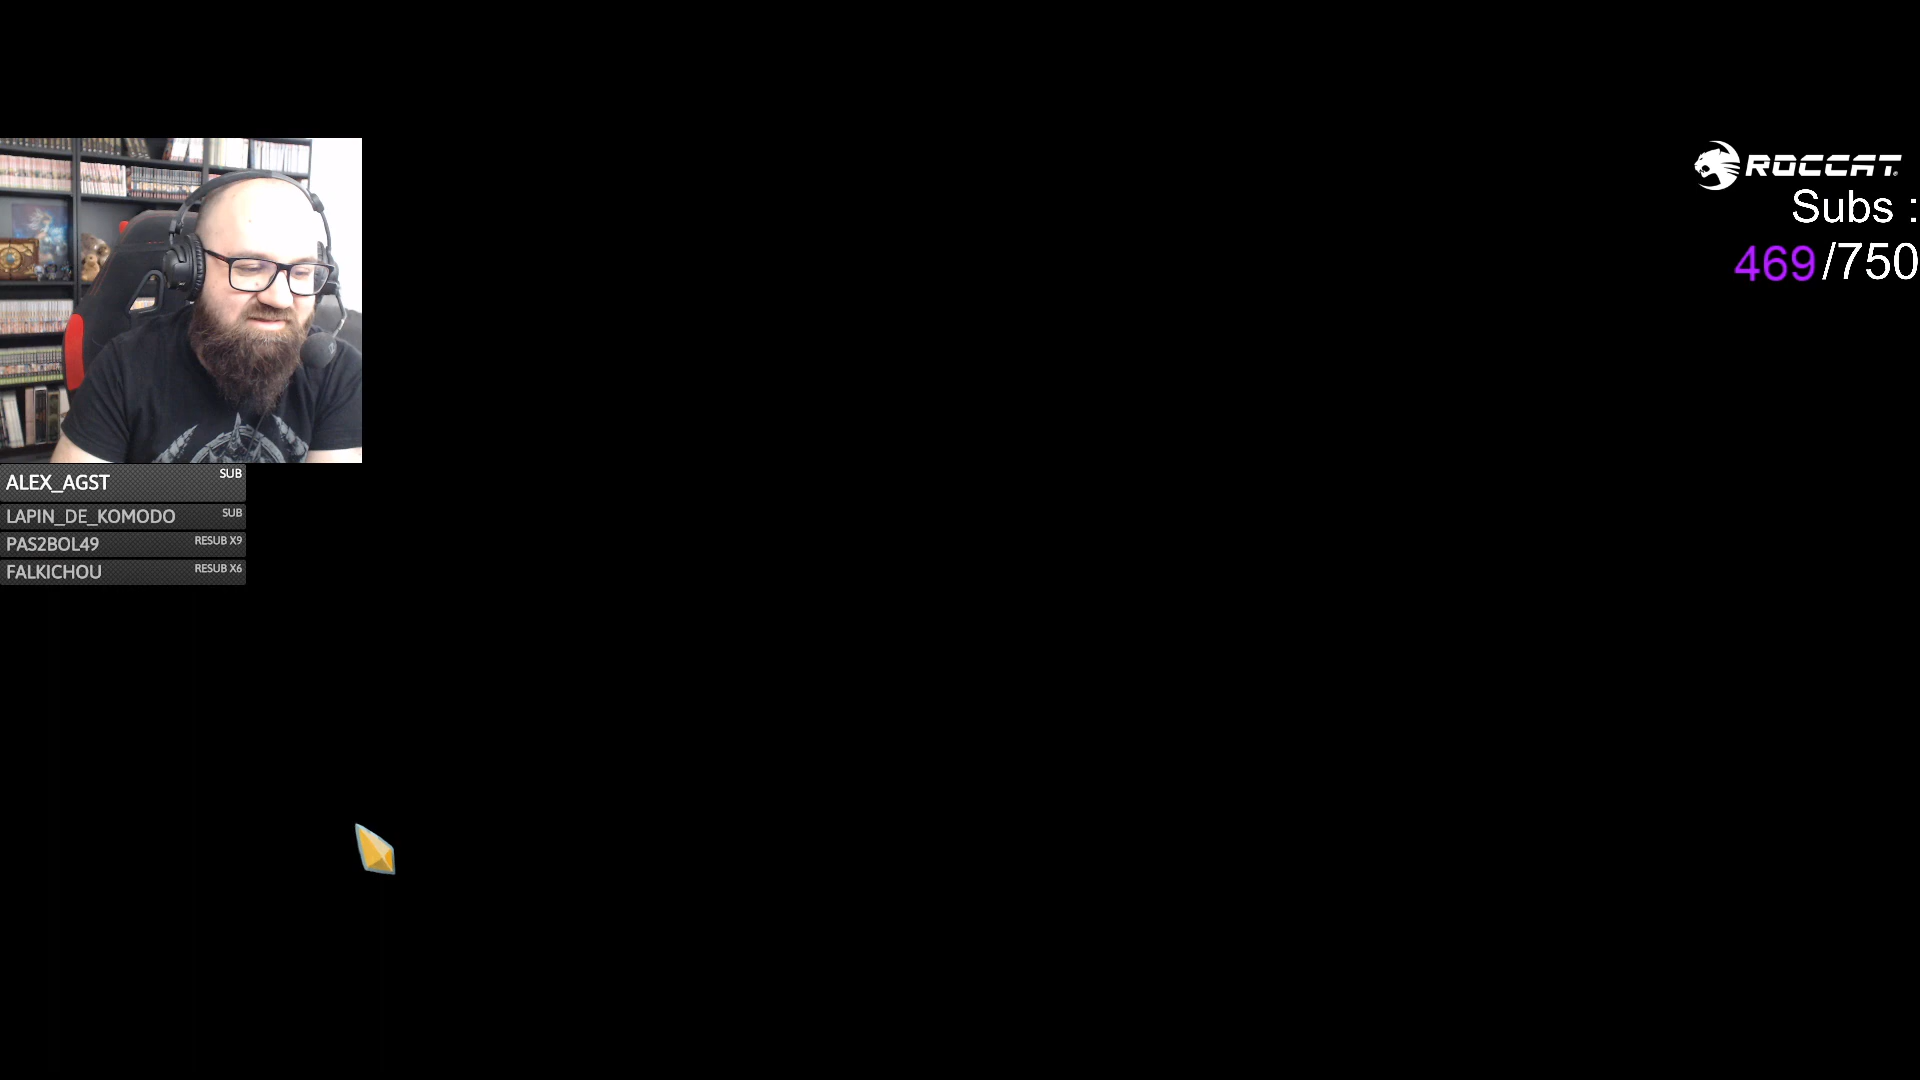 ROCCAT
Subs :
469/750
ALEX_AGST SUB
LAPIN_DE_KOMODO SUB
PAS2BOL49 RESUB X9
FALKICHOU RESUB X6